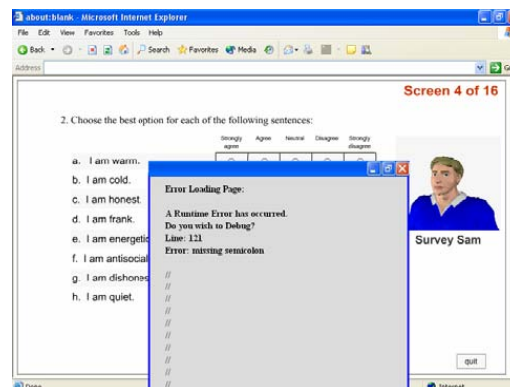 about:blank - Microsoft Internet Explorer
File Edit View Favorites Tools Help
Back Search Favorites Media
Address
Screen 4 of 16
2. Choose the best option for each of the following sentences:
Strongly agree Agree Neutral Disagree Strongly disagree
a. I am warm.
b. I am cold.
c. I am honest.
d. I am frank.
e. I am energetic
f. I am antisocial
g. I am dishones
h. I am quiet.
Error Loading Page:
A Runtime Error has occurred.
Do you wish to Debug?
Line: 121
Error: missing semicolon
//
//
//
//
//
//
//
//
//
//
Survey Sam
quit
Done Internet